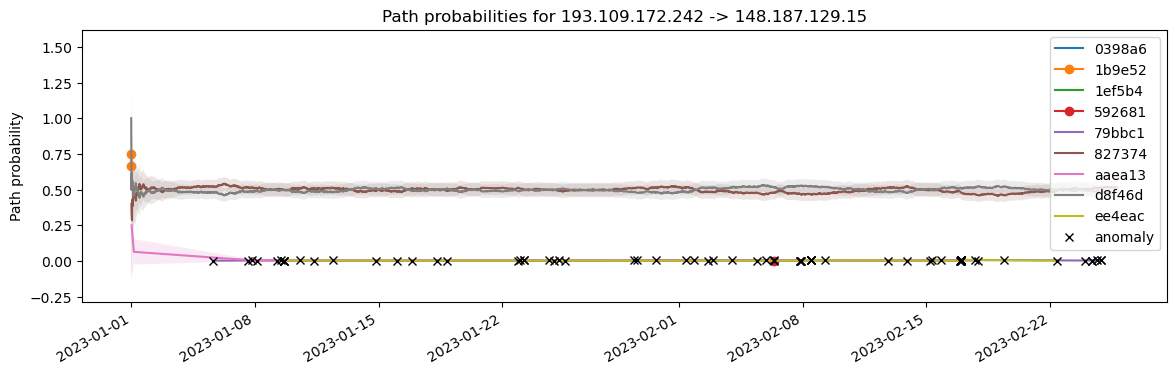 Path probabilities for 193.109.172.242 -> 148.187.129.15
Path probability
1.50
1.25
1.00
0.75
0.50
0.25
0.00
−0.25
2023-01-01
2023-01-08
2023-01-15
2023-01-22
2023-02-01
2023-02-08
2023-02-15
2023-02-22
0398a6
1b9e52
1ef5b4
592681
79bbc1
827374
aaea13
d8f46d
ee4eac
anomaly